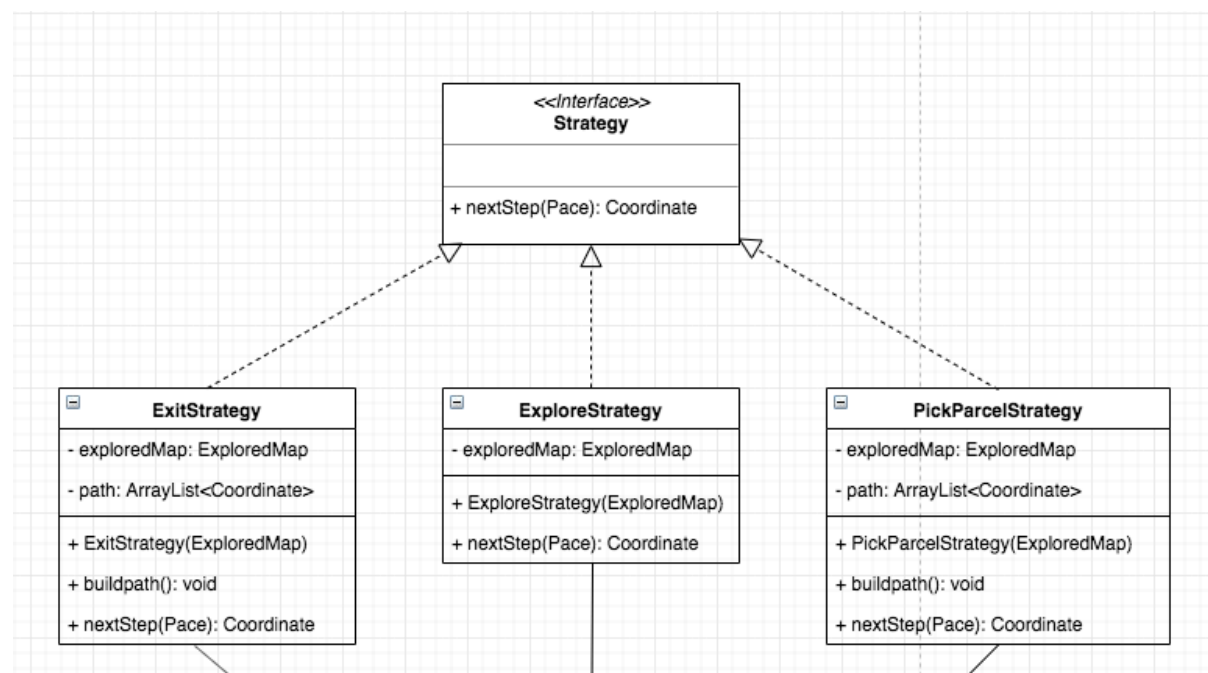 <<Interface>>
Strategy
+ nextStep(Pace): Coordinate
ExitStrategy
- exploredMap: ExploredMap
- path: ArrayList<Coordinate>
+ ExitStrategy(ExploredMap)
+ buildpath(): void
+ nextStep(Pace): Coordinate
ExploreStrategy
- exploredMap: ExploredMap
+ ExploreStrategy(ExploredMap)
+ nextStep(Pace): Coordinate
PickParcelStrategy
- exploredMap: ExploredMap
- path: ArrayList<Coordinate>
+ PickParcelStrategy(ExploredMap)
+ buildpath(): void
+ nextStep(Pace): Coordinate